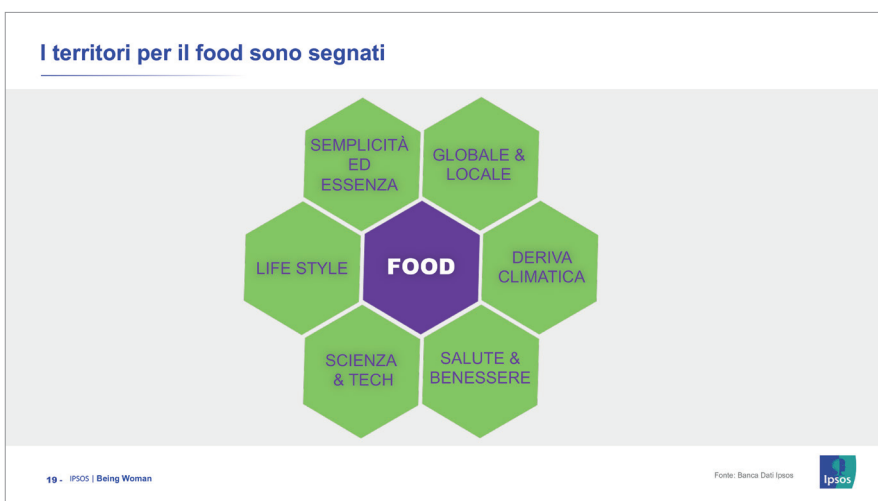 I territori per il food sono segnati
SEMPLICITÀ
ED
ESSENZA
GLOBALE &
LOCALE
LIFE STYLE
FOOD
DERIVA
CLIMATICA
SCIENZA
& TECH
SALUTE &
BENESSERE
19 - IPSOS | Being Woman
Fonte: Banca Dati Ipsos
Ipsos